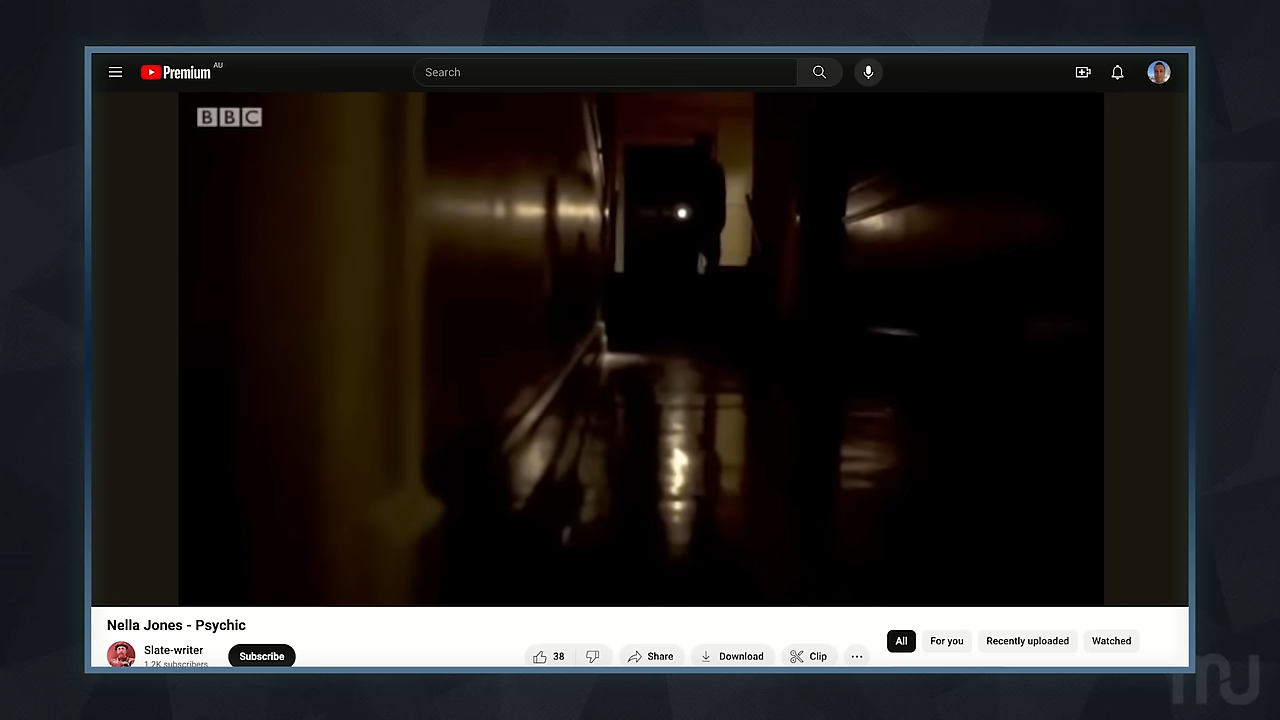 Premium AU
Search
BBC
Nella Jones - Psychic
Slate-writer
1.2K subscribers
Subscribe
38
Share
Download
Clip
All
For you
Recently uploaded
Watched